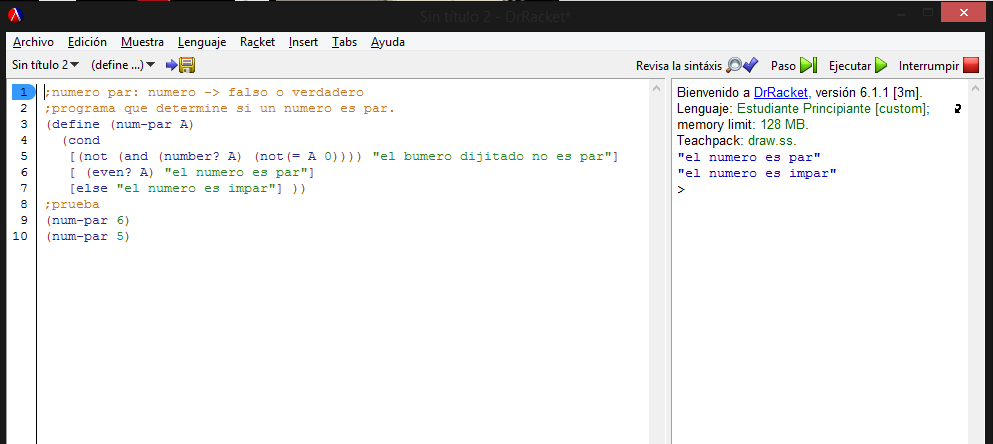 Sin título 2 - DrRacket*
Archivo Edición Muestra Lenguaje Racket Insert Tabs Ayuda
Sin título 2 (define ...) Revisa la sintáxis Paso Ejecutar Interrumpir
1 ;numero par: numero -> falso o verdadero
2 ;programa que determine si un numero es par.
3 (define (num-par A)
4 (cond
5 [(not (and (number? A) (not(= A 0)))) "el bumero dijitado no es par"]
6 [ (even? A) "el numero es par"]
7 [else "el numero es impar"] ))
8 ;prueba
9 (num-par 6)
10 (num-par 5)
Bienvenido a DrRacket, versión 6.1.1 [3m].
Lenguaje: Estudiante Principiante [custom];
memory limit: 128 MB.
Teachpack: draw.ss.
"el numero es par"
"el numero es impar"
>